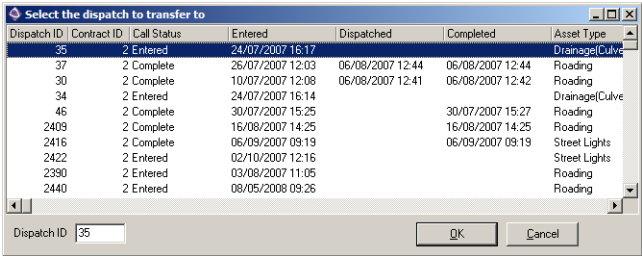 Select the dispatch to transfer to
Dispatch ID Contract ID Call Status Entered Dispatched Completed Asset Type
35 2 Entered 24/07/2007 16:17 Drainage(Culve
37 2 Complete 26/07/2007 12:03 06/08/2007 12:44 06/08/2007 12:44 Roading
30 2 Complete 10/07/2007 12:08 06/08/2007 12:41 06/08/2007 12:42 Roading
34 2 Entered 24/07/2007 16:14 Drainage(Culve
46 2 Complete 30/07/2007 15:25 30/07/2007 15:27 Roading
2409 2 Complete 16/08/2007 14:25 16/08/2007 14:25 Roading
2416 2 Complete 06/09/2007 09:19 06/09/2007 09:19 Street Lights
2422 2 Entered 02/10/2007 12:16 Street Lights
2390 2 Entered 03/08/2007 11:05 Roading
2440 2 Entered 08/05/2008 09:26 Roading
Dispatch ID 35 OK Cancel